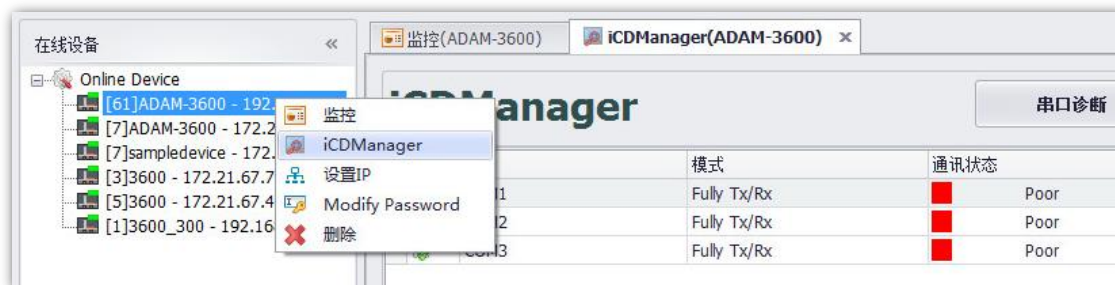 在线设备
«
监控(ADAM-3600)
iCDManager(ADAM-3600) ×
Online Device
[61]ADAM-3600 - 192.
[7]ADAM-3600 - 172.2
[7]sampledevice - 172.
[3]3600 - 172.21.67.7
[5]3600 - 172.21.67.4
[1]3600_300 - 192.168
监控
iCDManager
设置IP
Modify Password
删除
iCDManager
串口诊断
模式
通讯状态
Fully Tx/Rx
Poor
Fully Tx/Rx
Poor
COM3
Fully Tx/Rx
Poor